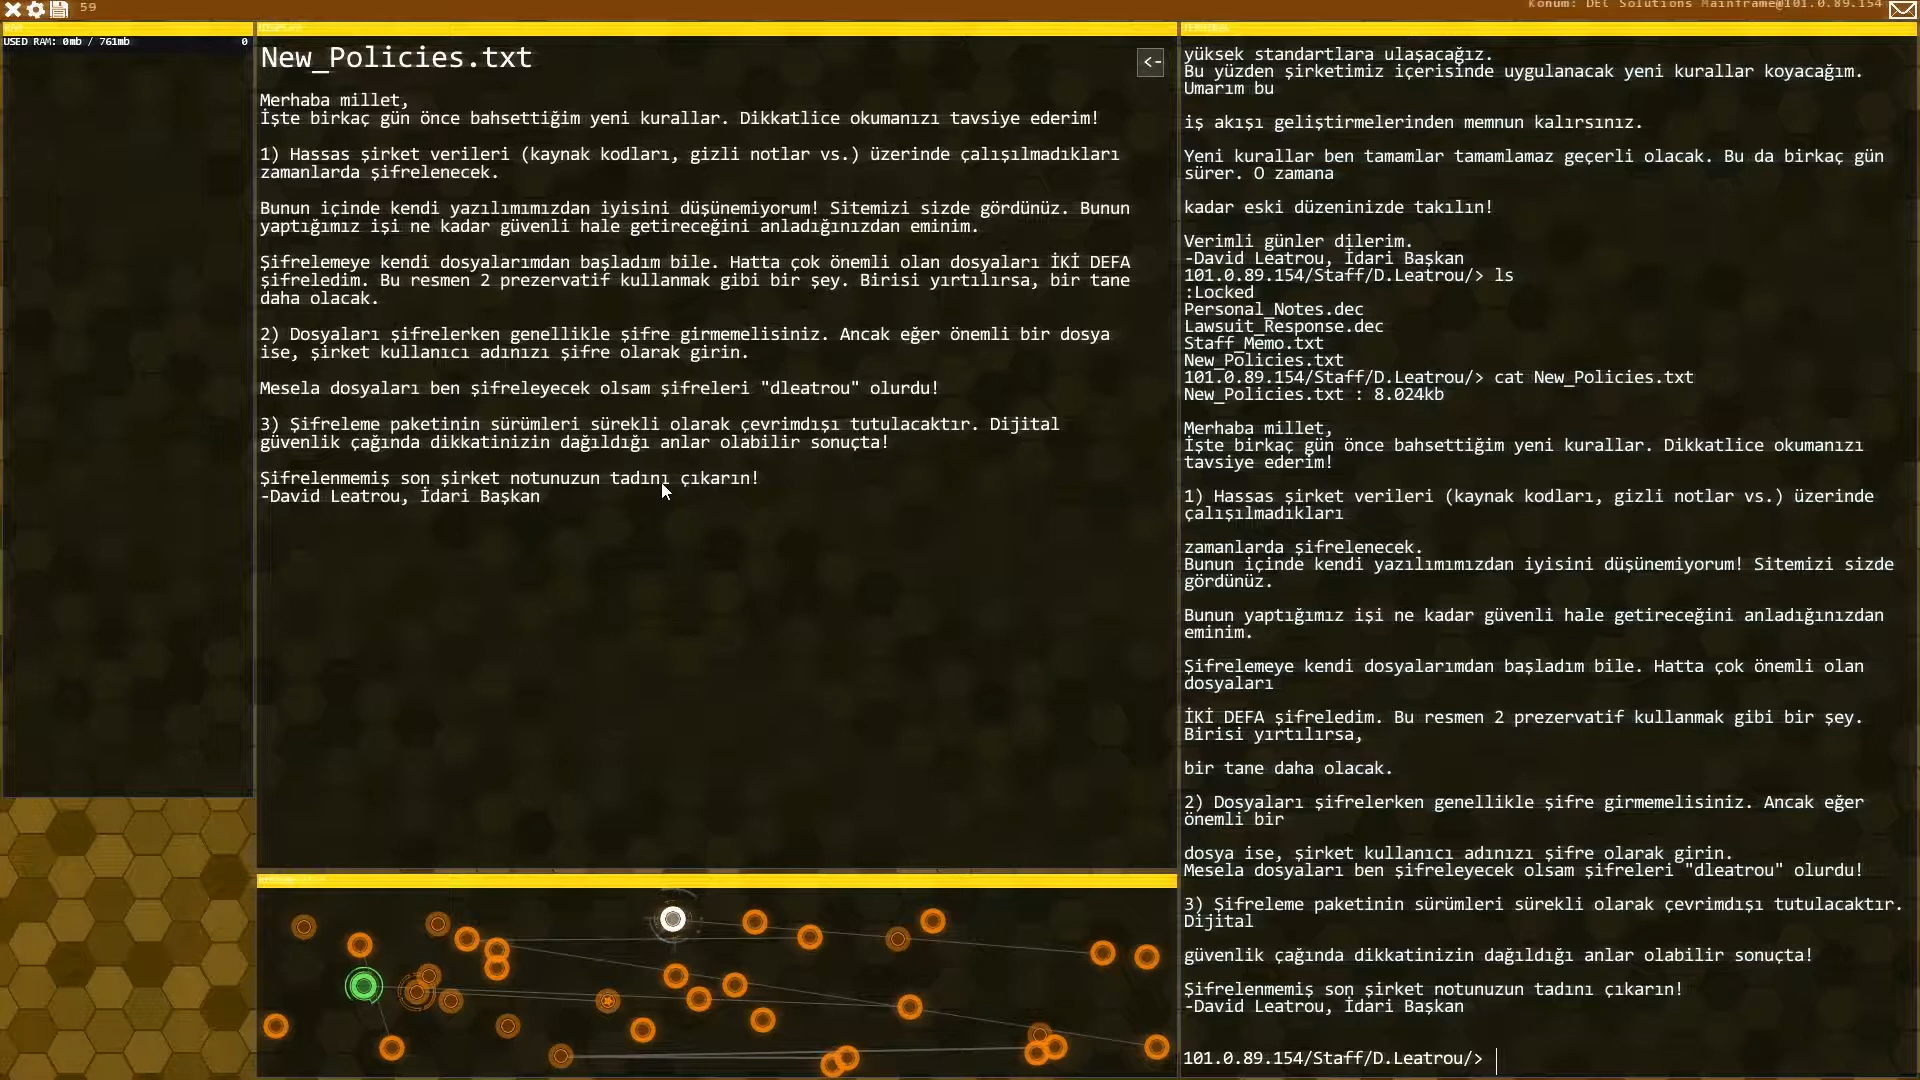 59
Konum: DEC Solutions Mainframe@101.0.89.154
USED RAM: 0mb / 761mb
0
New_Policies.txt
<-
Merhaba millet,
İşte birkaç gün önce bahsettiğim yeni kurallar. Dikkatlice okumanızı tavsiye ederim!
1) Hassas şirket verileri (kaynak kodları, gizli notlar vs.) üzerinde çalışılmadıkları
zamanlarda şifrelenecek.
Bunun içinde kendi yazılımımızdan iyisini düşünemiyorum! Sitemizi sizde gördünüz. Bunun
yaptığımız işi ne kadar güvenli hale getireceğini anladığınızdan eminim.
Şifrelemeye kendi dosyalarımdan başladım bile. Hatta çok önemli olan dosyaları İKİ DEFA
şifreledim. Bu resmen 2 prezervatif kullanmak gibi bir şey. Birisi yırtılırsa, bir tane
daha olacak.
2) Dosyaları şifrelerken genellikle şifre girmemelisiniz. Ancak eğer önemli bir dosya
ise, şirket kullanıcı adınızı şifre olarak girin.
Mesela dosyaları ben şifreleyecek olsam şifreleri "dleatrou" olurdu!
3) Şifreleme paketinin sürümleri sürekli olarak çevrimdışı tutulacaktır. Dijital
güvenlik çağında dikkatinizin dağıldığı anlar olabilir sonuçta!
Şifrelenmemiş son şirket notunuzun tadını çıkarın!
-David Leatrou, İdari Başkan
yüksek standartlara ulaşacağız.
Bu yüzden şirketimiz içerisinde uygulanacak yeni kurallar koyacağım.
Umarım bu
iş akışı geliştirmelerinden memnun kalırsınız.
Yeni kurallar ben tamamlar tamamlamaz geçerli olacak. Bu da birkaç gün
sürer. O zamana
kadar eski düzeninizde takılın!
Verimli günler dilerim.
-David Leatrou, İdari Başkan
101.0.89.154/Staff/D.Leatrou/> ls
:Locked
Personal_Notes.dec
Lawsuit_Response.dec
Staff_Memo.txt
New_Policies.txt
101.0.89.154/Staff/D.Leatrou/> cat New_Policies.txt
New_Policies.txt : 8.024kb
Merhaba millet,
İşte birkaç gün önce bahsettiğim yeni kurallar. Dikkatlice okumanızı
tavsiye ederim!
1) Hassas şirket verileri (kaynak kodları, gizli notlar vs.) üzerinde
çalışılmadıkları
zamanlarda şifrelenecek.
Bunun içinde kendi yazılımımızdan iyisini düşünemiyorum! Sitemizi sizde
gördünüz.
Bunun yaptığımız işi ne kadar güvenli hale getireceğini anladığınızdan
eminim.
Şifrelemeye kendi dosyalarımdan başladım bile. Hatta çok önemli olan
dosyaları
İKİ DEFA şifreledim. Bu resmen 2 prezervatif kullanmak gibi bir şey.
Birisi yırtılırsa,
bir tane daha olacak.
2) Dosyaları şifrelerken genellikle şifre girmemelisiniz. Ancak eğer
önemli bir
dosya ise, şirket kullanıcı adınızı şifre olarak girin.
Mesela dosyaları ben şifreleyecek olsam şifreleri "dleatrou" olurdu!
3) Şifreleme paketinin sürümleri sürekli olarak çevrimdışı tutulacaktır.
Dijital
güvenlik çağında dikkatinizin dağıldığı anlar olabilir sonuçta!
Şifrelenmemiş son şirket notunuzun tadını çıkarın!
-David Leatrou, İdari Başkan
101.0.89.154/Staff/D.Leatrou/>